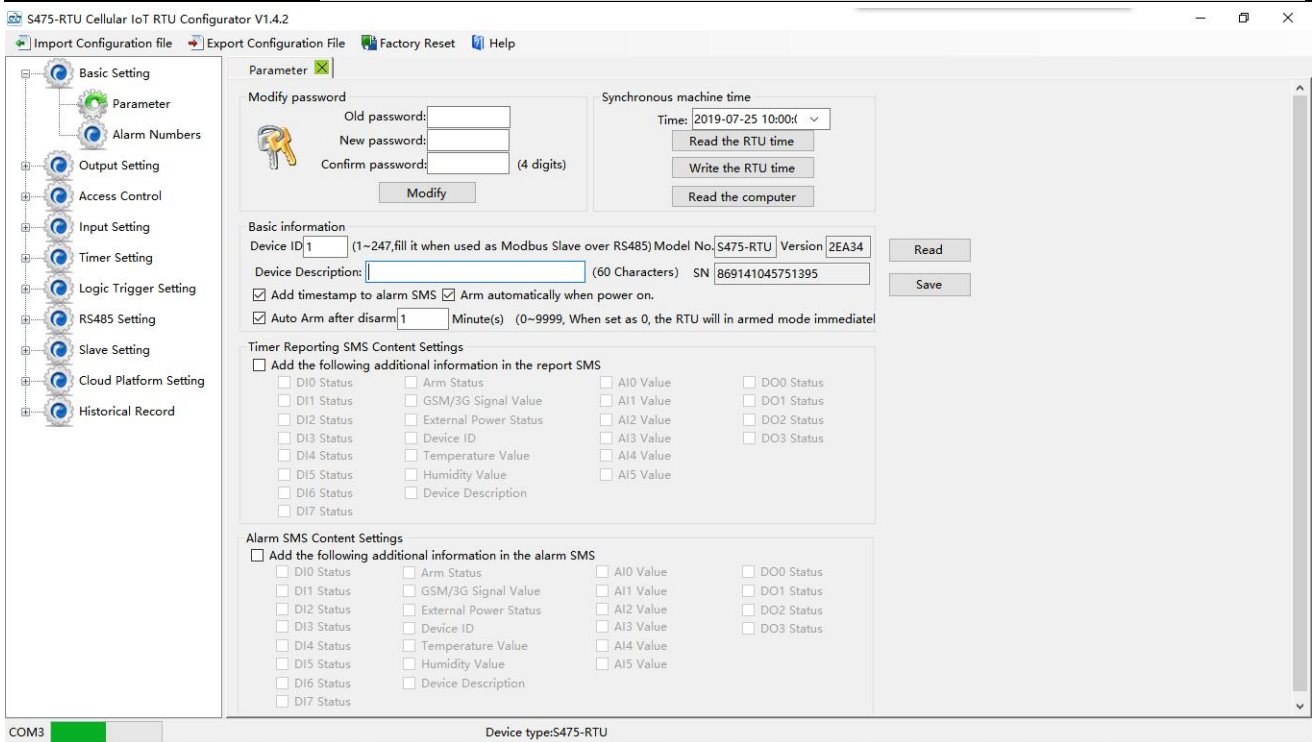 S475-RTU Cellular IoT RTU Configurator V1.4.2
Import Configuration file Export Configuration File Factory Reset Help
Basic Setting
Parameter
Alarm Numbers
Output Setting
Access Control
Input Setting
Timer Setting
Logic Trigger Setting
RS485 Setting
Slave Setting
Cloud Platform Setting
Historical Record
Parameter
Modify password
Old password:
New password:
Confirm password: (4 digits)
Modify
Synchronous machine time
Time: 2019-07-25 10:00:(
Read the RTU time
Write the RTU time
Read the computer
Basic information
Device ID 1 (1~247,fill it when used as Modbus Slave over RS485) Model No. S475-RTU Version 2EA34
Device Description: (60 Characters) SN 869141045751395
Add timestamp to alarm SMS Arm automatically when power on.
Auto Arm after disarm 1 Minute(s) (0~9999, When set as 0, the RTU will in armed mode immediatel
Read
Save
Timer Reporting SMS Content Settings
Add the following additional information in the report SMS
DI0 Status Arm Status AI0 Value DO0 Status
DI1 Status GSM/3G Signal Value AI1 Value DO1 Status
DI2 Status External Power Status AI2 Value DO2 Status
DI3 Status Device ID AI3 Value DO3 Status
DI4 Status Temperature Value AI4 Value
DI5 Status Humidity Value AI5 Value
DI6 Status Device Description
DI7 Status
Alarm SMS Content Settings
Add the following additional information in the alarm SMS
DI0 Status Arm Status AI0 Value DO0 Status
DI1 Status GSM/3G Signal Value AI1 Value DO1 Status
DI2 Status External Power Status AI2 Value DO2 Status
DI3 Status Device ID AI3 Value DO3 Status
DI4 Status Temperature Value AI4 Value
DI5 Status Humidity Value AI5 Value
DI6 Status Device Description
DI7 Status
COM3 Device type:S475-RTU